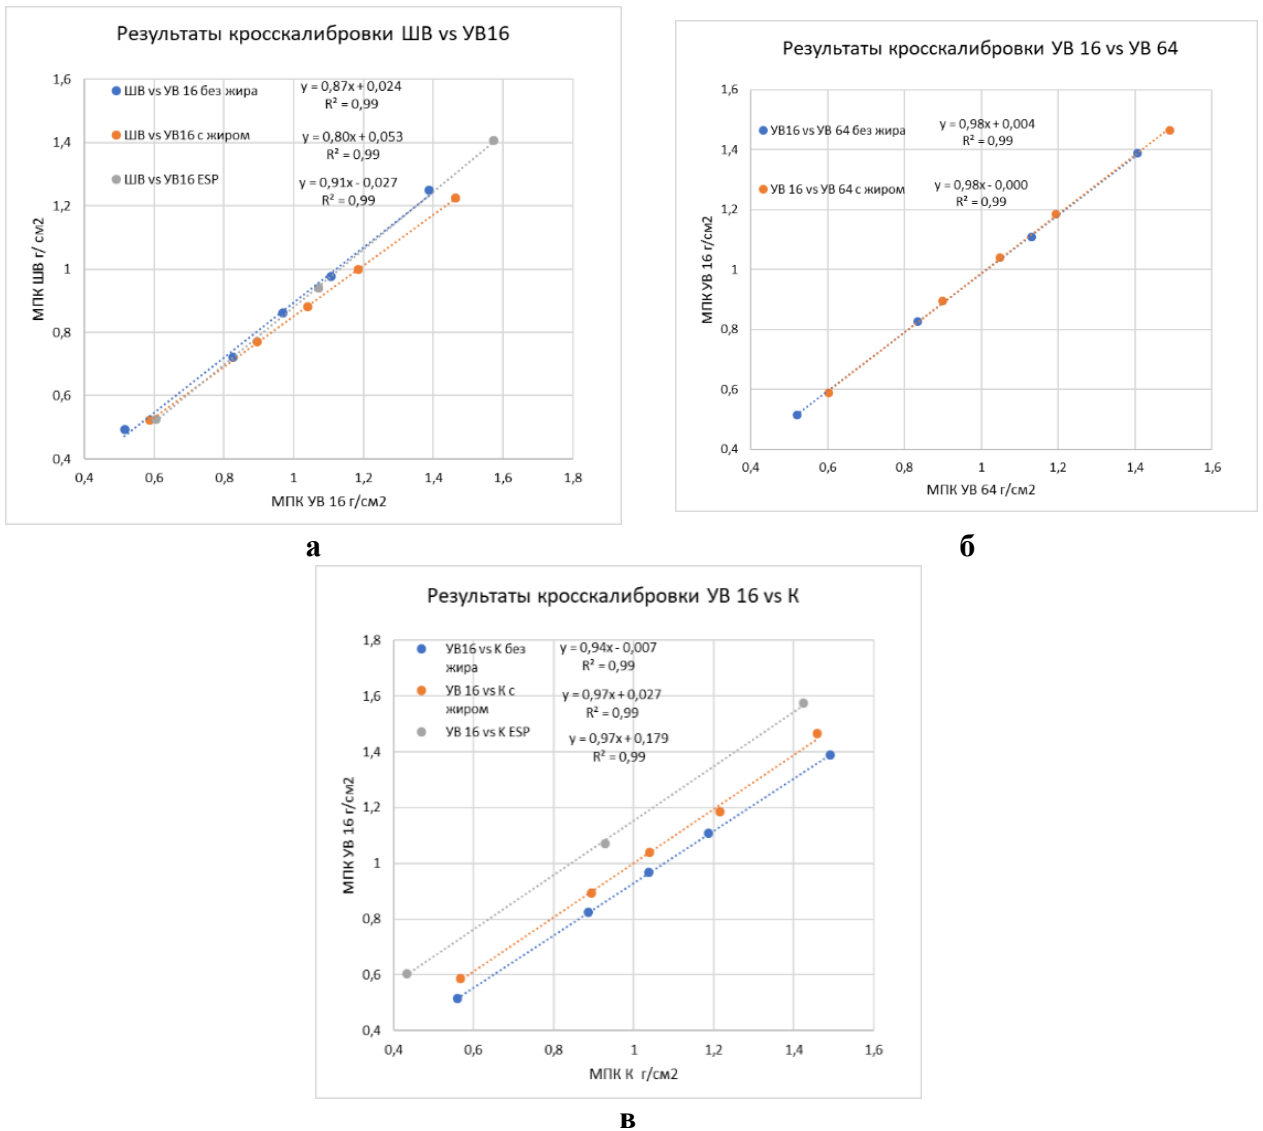 Результаты кросскалибровки ШВ vs УВ16
1,6
1,4
1,2
1
0,8
0,6
0,4
МПК ШВ г/ см2
ШВ vs УВ 16 без жира
y = 0,87x + 0,024
R² = 0,99
ШВ vs УВ16 с жиром
y = 0,80x + 0,053
R² = 0,99
ШВ vs УВ16 ESP
y = 0,91x - 0,027
R² = 0,99
0,4 0,6 0,8 1 1,2 1,4 1,6 1,8
МПК УВ 16 г/см2
а
Результаты кросскалибровки УВ 16 vs УВ 64
1,6
1,4
1,2
1
0,8
0,6
0,4
МПК УВ 16 г/см2
УВ16 vs УВ 64 без жира
y = 0,98x + 0,004
R² = 0,99
УВ 16 vs УВ 64 с жиром
y = 0,98x - 0,000
R² = 0,99
0,4 0,6 0,8 1 1,2 1,4 1,6
МПК УВ 64 г/см2
б
Результаты кросскалибровки УВ 16 vs К
1,8
1,6
1,4
1,2
1
0,8
0,6
0,4
МПК УВ 16 г/см2
УВ16 vs К без
жира
y = 0,94x - 0,007
R² = 0,99
УВ 16 vs К с
жиром
y = 0,97x + 0,027
R² = 0,99
УВ 16 vs К ESP
y = 0,97x + 0,179
R² = 0,99
0,4 0,6 0,8 1 1,2 1,4 1,6
МПК К г/см2
в